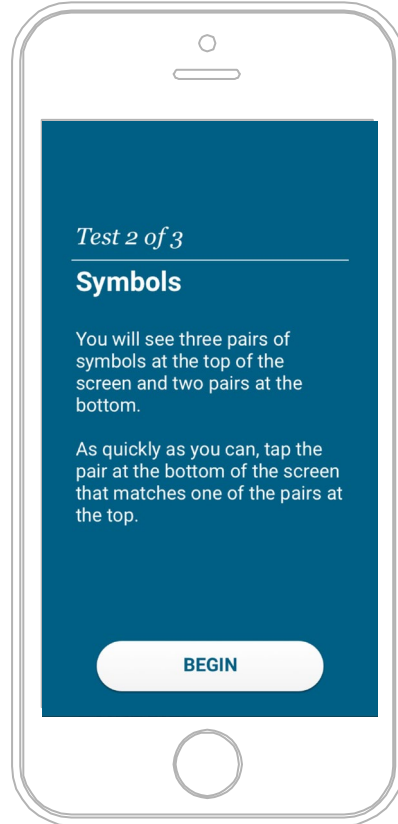 Test 2 of 3
Symbols
You will see three pairs of
symbols at the top of the
screen and two pairs at the
bottom.
As quickly as you can, tap the
pair at the bottom of the screen
that matches one of the pairs at
the top.
BEGIN